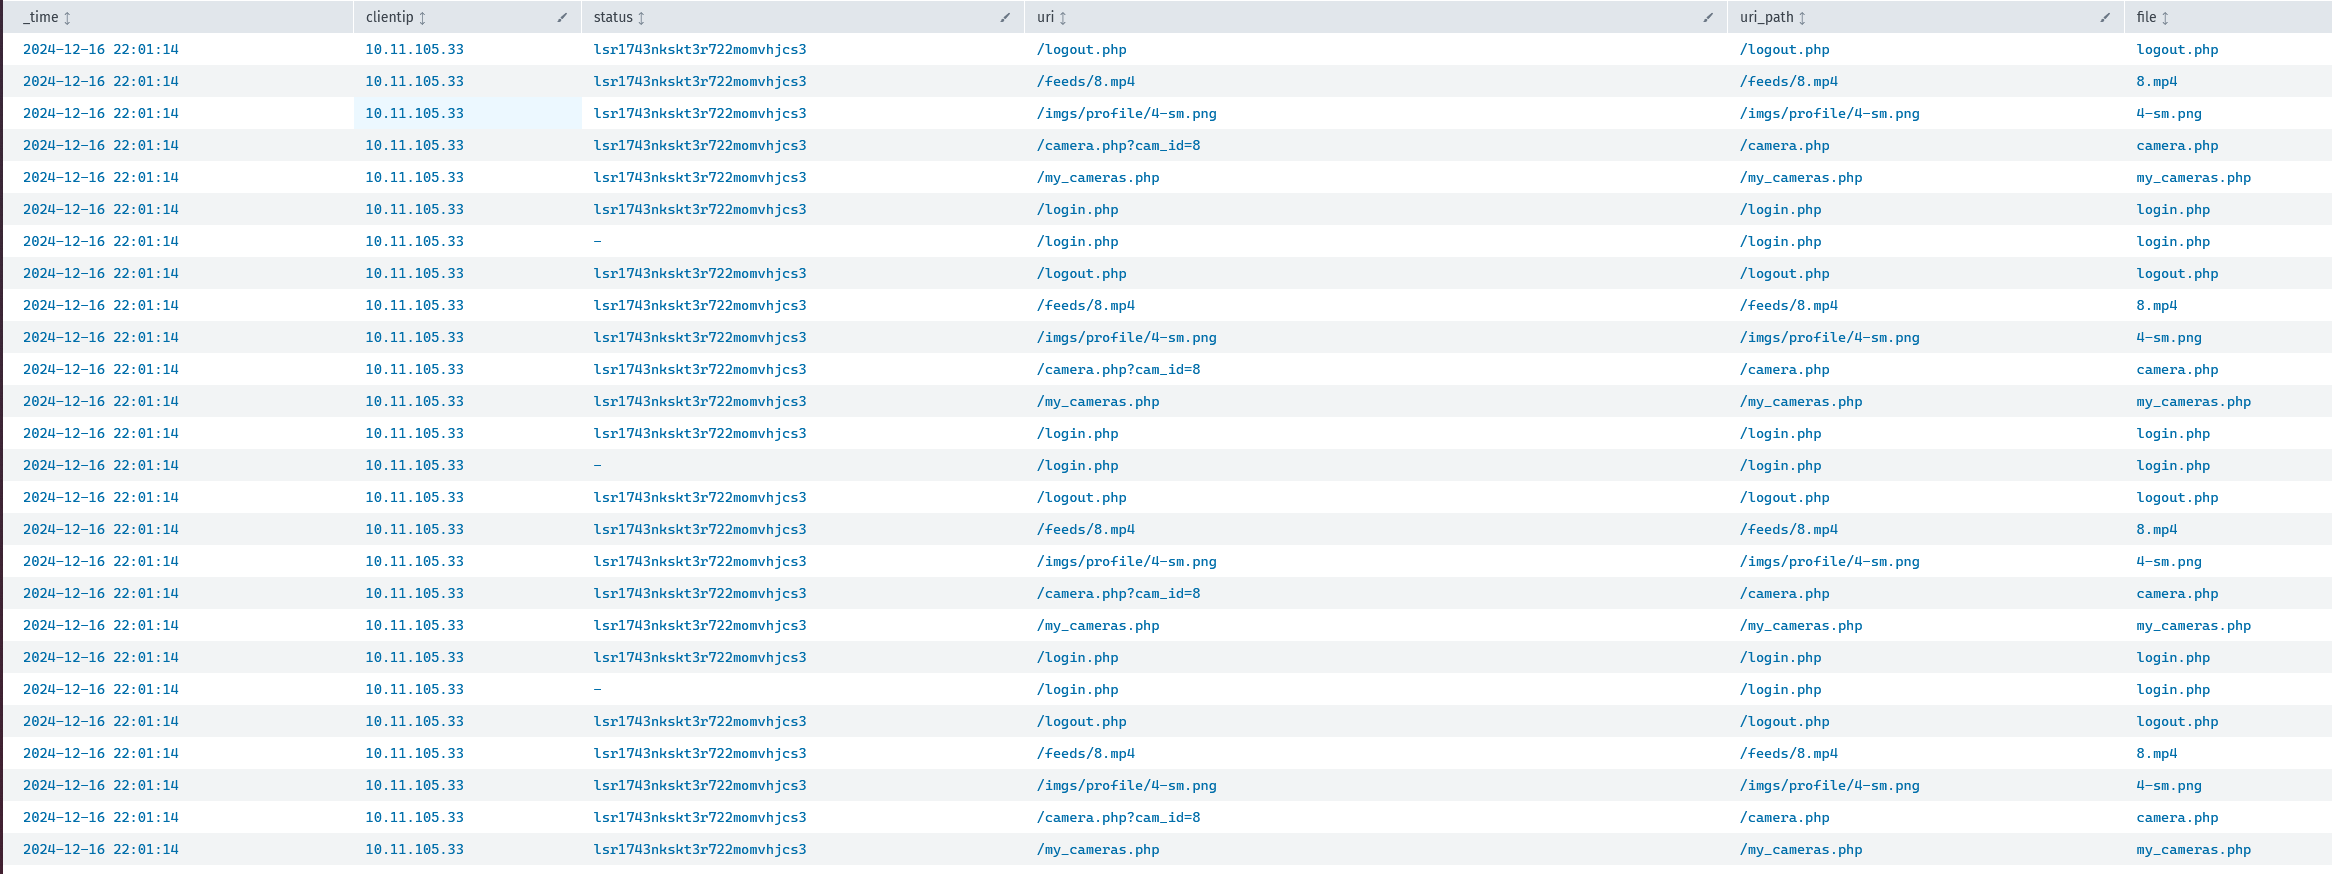 _time clientip status uri uri_path file
2024-12-16 22:01:14 10.11.105.33 lsr1743nkskt3r722momvhjcs3 /logout.php /logout.php logout.php
2024-12-16 22:01:14 10.11.105.33 lsr1743nkskt3r722momvhjcs3 /feeds/8.mp4 /feeds/8.mp4 8.mp4
2024-12-16 22:01:14 10.11.105.33 lsr1743nkskt3r722momvhjcs3 /imgs/profile/4-sm.png /imgs/profile/4-sm.png 4-sm.png
2024-12-16 22:01:14 10.11.105.33 lsr1743nkskt3r722momvhjcs3 /camera.php?cam_id=8 /camera.php camera.php
2024-12-16 22:01:14 10.11.105.33 lsr1743nkskt3r722momvhjcs3 /my_cameras.php /my_cameras.php my_cameras.php
2024-12-16 22:01:14 10.11.105.33 lsr1743nkskt3r722momvhjcs3 /login.php /login.php login.php
2024-12-16 22:01:14 10.11.105.33 - /login.php /login.php login.php
2024-12-16 22:01:14 10.11.105.33 lsr1743nkskt3r722momvhjcs3 /logout.php /logout.php logout.php
2024-12-16 22:01:14 10.11.105.33 lsr1743nkskt3r722momvhjcs3 /feeds/8.mp4 /feeds/8.mp4 8.mp4
2024-12-16 22:01:14 10.11.105.33 lsr1743nkskt3r722momvhjcs3 /imgs/profile/4-sm.png /imgs/profile/4-sm.png 4-sm.png
2024-12-16 22:01:14 10.11.105.33 lsr1743nkskt3r722momvhjcs3 /camera.php?cam_id=8 /camera.php camera.php
2024-12-16 22:01:14 10.11.105.33 lsr1743nkskt3r722momvhjcs3 /my_cameras.php /my_cameras.php my_cameras.php
2024-12-16 22:01:14 10.11.105.33 lsr1743nkskt3r722momvhjcs3 /login.php /login.php login.php
2024-12-16 22:01:14 10.11.105.33 - /login.php /login.php login.php
2024-12-16 22:01:14 10.11.105.33 lsr1743nkskt3r722momvhjcs3 /logout.php /logout.php logout.php
2024-12-16 22:01:14 10.11.105.33 lsr1743nkskt3r722momvhjcs3 /feeds/8.mp4 /feeds/8.mp4 8.mp4
2024-12-16 22:01:14 10.11.105.33 lsr1743nkskt3r722momvhjcs3 /imgs/profile/4-sm.png /imgs/profile/4-sm.png 4-sm.png
2024-12-16 22:01:14 10.11.105.33 lsr1743nkskt3r722momvhjcs3 /camera.php?cam_id=8 /camera.php camera.php
2024-12-16 22:01:14 10.11.105.33 lsr1743nkskt3r722momvhjcs3 /my_cameras.php /my_cameras.php my_cameras.php
2024-12-16 22:01:14 10.11.105.33 lsr1743nkskt3r722momvhjcs3 /login.php /login.php login.php
2024-12-16 22:01:14 10.11.105.33 - /login.php /login.php login.php
2024-12-16 22:01:14 10.11.105.33 lsr1743nkskt3r722momvhjcs3 /logout.php /logout.php logout.php
2024-12-16 22:01:14 10.11.105.33 lsr1743nkskt3r722momvhjcs3 /feeds/8.mp4 /feeds/8.mp4 8.mp4
2024-12-16 22:01:14 10.11.105.33 lsr1743nkskt3r722momvhjcs3 /imgs/profile/4-sm.png /imgs/profile/4-sm.png 4-sm.png
2024-12-16 22:01:14 10.11.105.33 lsr1743nkskt3r722momvhjcs3 /camera.php?cam_id=8 /camera.php camera.php
2024-12-16 22:01:14 10.11.105.33 lsr1743nkskt3r722momvhjcs3 /my_cameras.php /my_cameras.php my_cameras.php